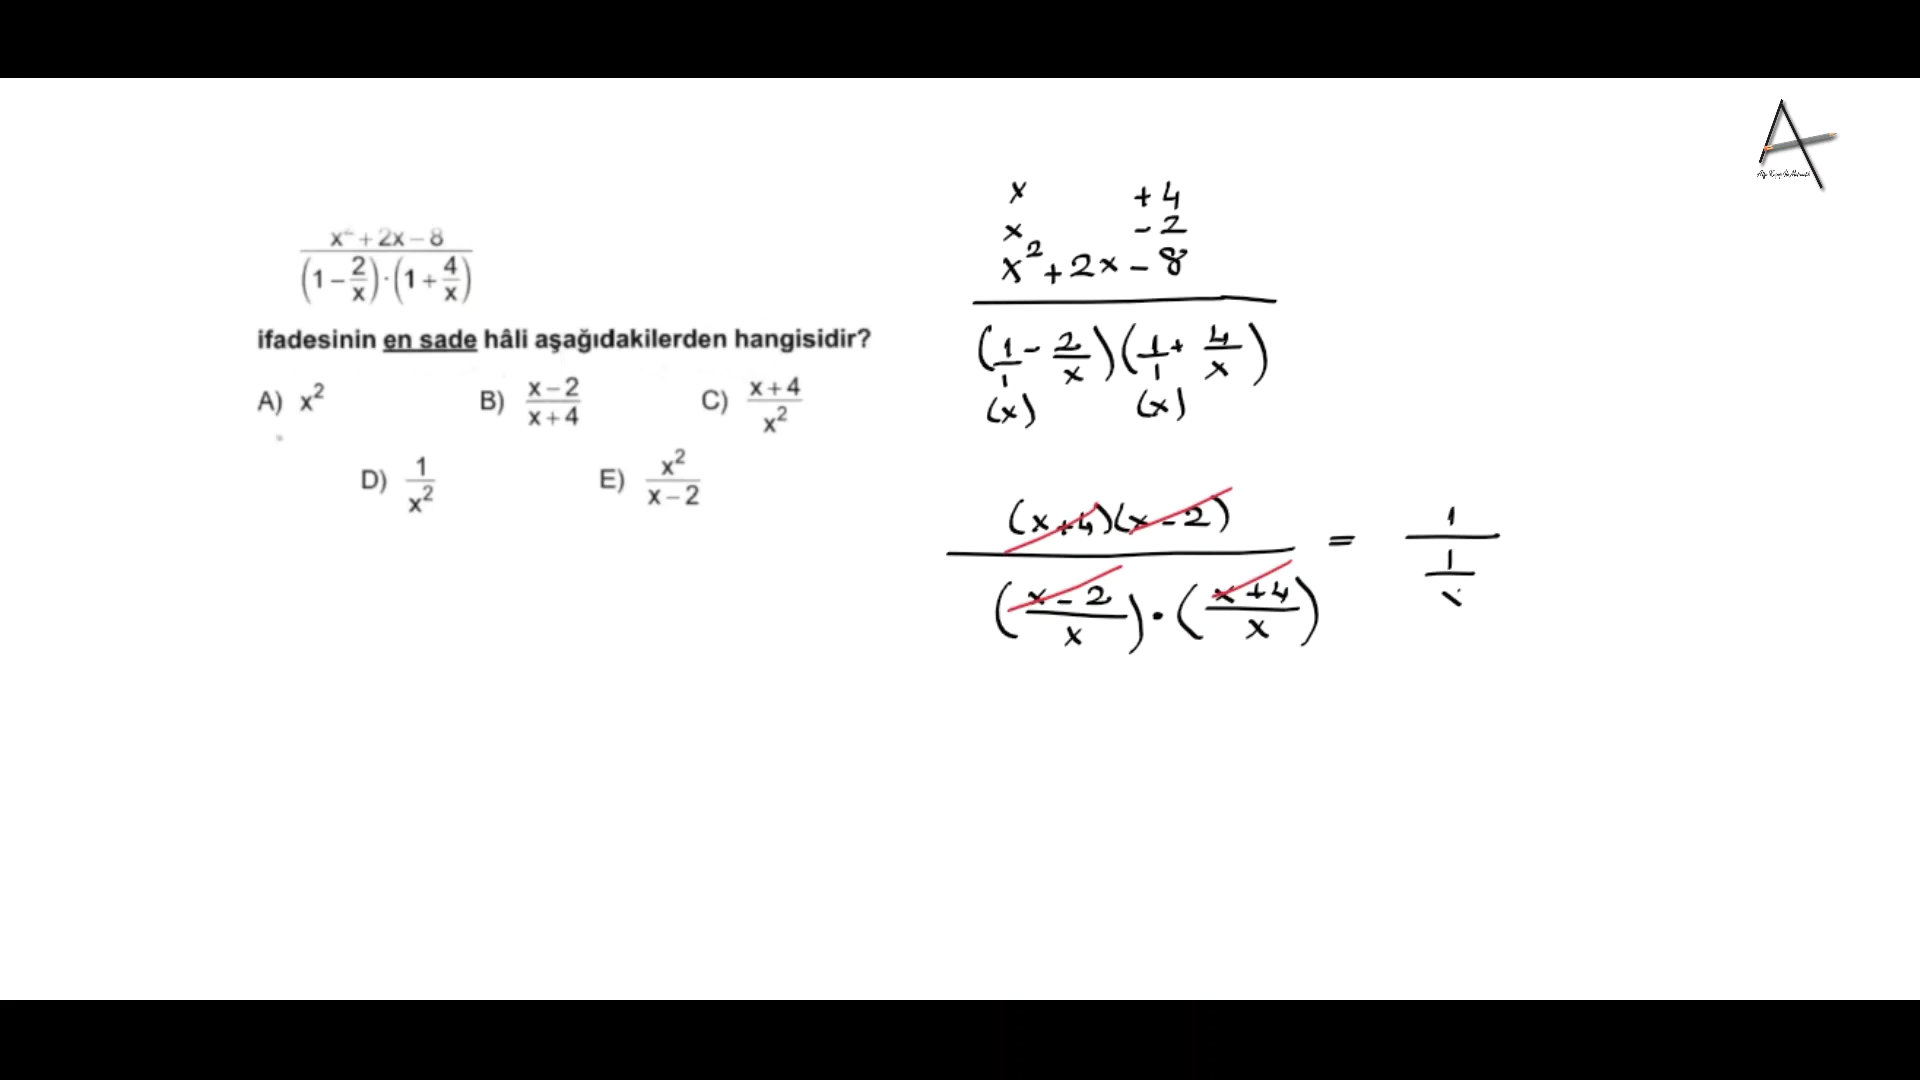 x² + 2x – 8
(1 – 2/x) · (1 + 4/x)
ifadesinin en sade hâli aşağıdakilerden hangisidir?
A) x² B) x – 2 / x + 4 C) x + 4 / x²
D) 1 / x² E) x² / x – 2
x + 4
x - 2
x² + 2x - 8
(1/1 - 2/x)(1/1 + 4/x)
(x) (x)
(x+4)(x-2) / (x-2 / x) · (x+4 / x) = 1 / 1